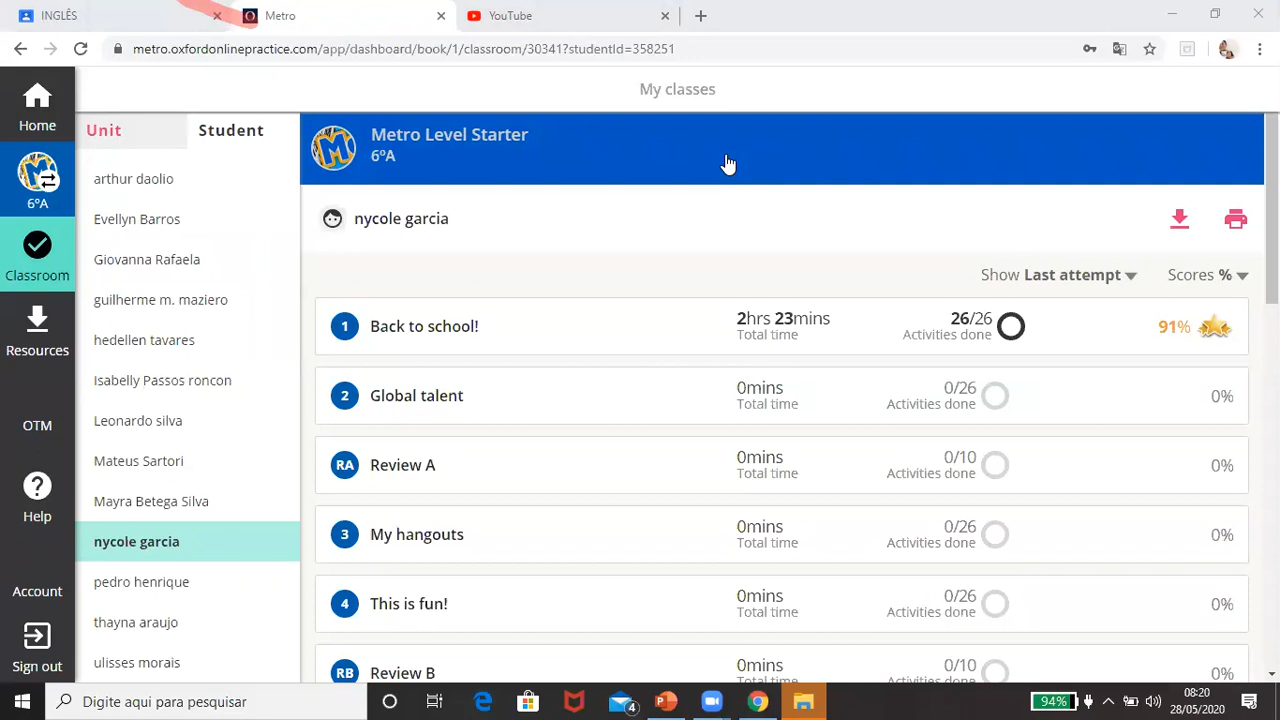 INGLÊS
Metro
YouTube
metro.oxfordonlinepractice.com/app/dashboard/book/1/classroom/30341?studentId=358251
My classes
Home
6ºA
Classroom
Resources
OTM
Help
Account
Sign out
Unit
Student
arthur daolio
Evellyn Barros
Giovanna Rafaela
guilherme m. maziero
hedellen tavares
Isabelly Passos roncon
Leonardo silva
Mateus Sartori
Mayra Betega Silva
nycole garcia
pedro henrique
thayna araujo
ulisses morais
M
Metro Level Starter
6ºA
nycole garcia
Show Last attempt
Scores %
1 Back to school! 2hrs 23mins 26/26 91%
Total time Activities done
2 Global talent 0mins 0/26 0%
Total time Activities done
RA Review A 0mins 0/10 0%
Total time Activities done
3 My hangouts 0mins 0/26 0%
Total time Activities done
4 This is fun! 0mins 0/26 0%
Total time Activities done
RB Review B 0mins 0/10 0%
Total time Activities done
Digite aqui para pesquisar
4
94%
08:20
28/05/2020